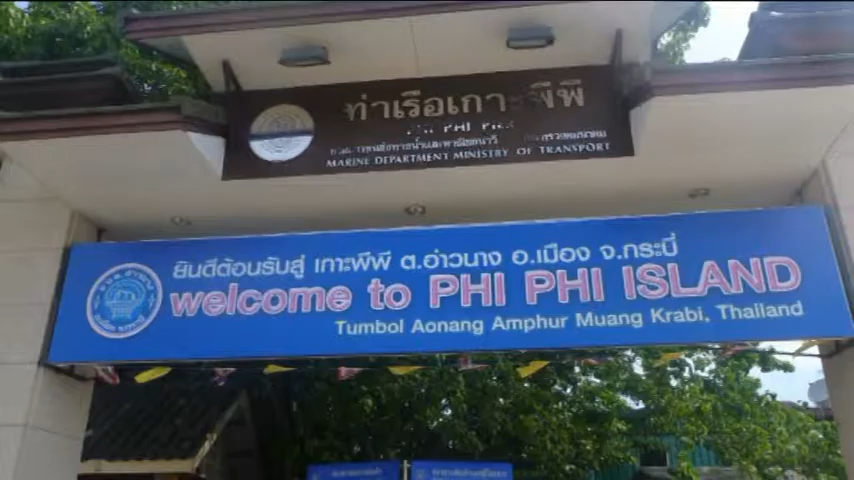 ท่าเรือเกาะพีพี
PHI PHI PIER
MARINE DEPARTMENT MINISTRY OF TRANSPORT
ยินดีต้อนรับสู่ เกาะพีพี ต.อ่าวนาง อ.เมือง จ.กระบี่
welcome to PHI PHI ISLAND
Tumbol Aonang Amphur Muang Krabi, Thailand